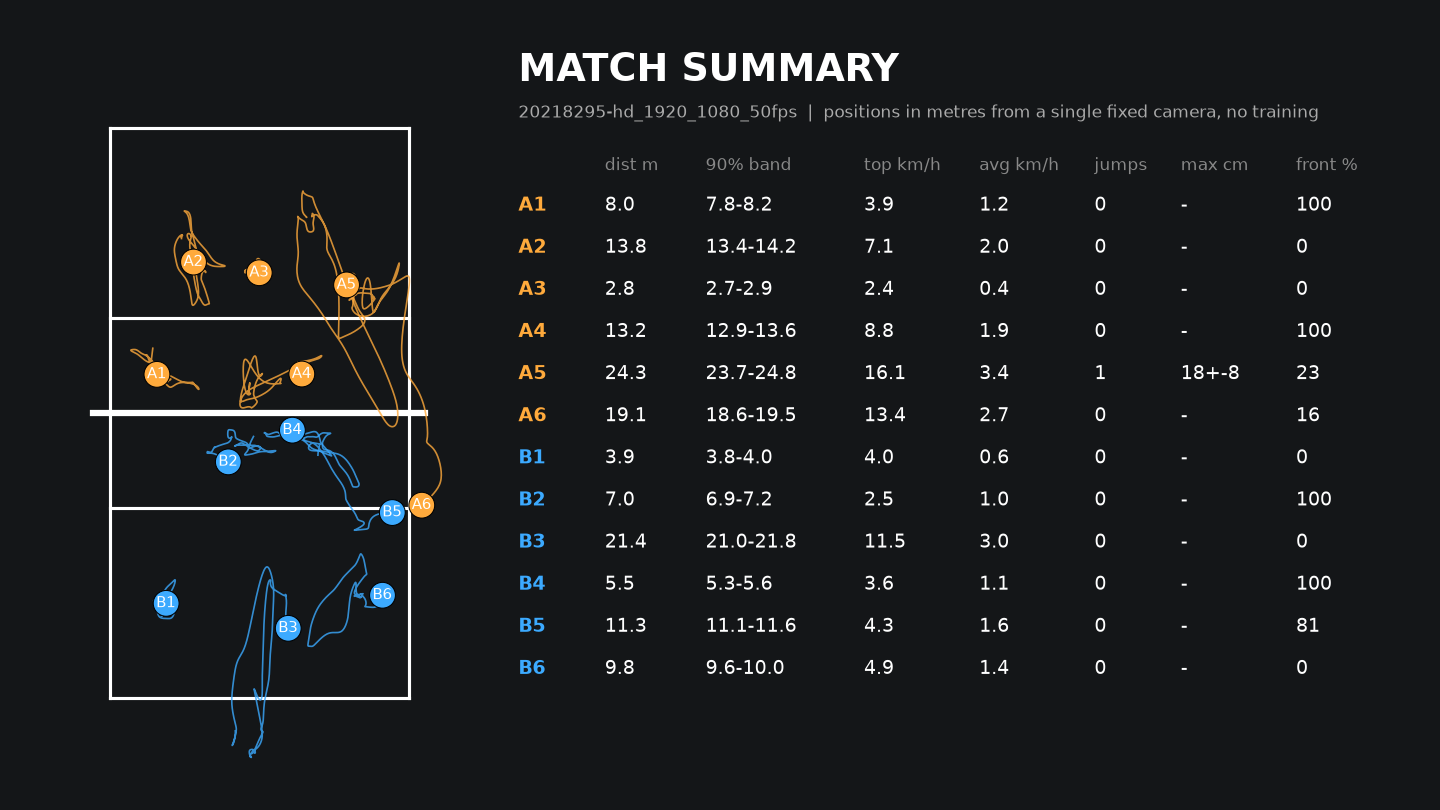 MATCH SUMMARY
20218295-hd_1920_1080_50fps | positions in metres from a single fixed camera, no training
dist m 90% band top km/h avg km/h jumps max cm front %
A1 8.0 7.8-8.2 3.9 1.2 0 - 100
A2 13.8 13.4-14.2 7.1 2.0 0 - 0
A3 2.8 2.7-2.9 2.4 0.4 0 - 0
A4 13.2 12.9-13.6 8.8 1.9 0 - 100
A5 24.3 23.7-24.8 16.1 3.4 1 18+-8 23
A6 19.1 18.6-19.5 13.4 2.7 0 - 16
B1 3.9 3.8-4.0 4.0 0.6 0 - 0
B2 7.0 6.9-7.2 2.5 1.0 0 - 100
B3 21.4 21.0-21.8 11.5 3.0 0 - 0
B4 5.5 5.3-5.6 3.6 1.1 0 - 100
B5 11.3 11.1-11.6 4.3 1.6 0 - 81
B6 9.8 9.6-10.0 4.9 1.4 0 - 0
A2
A3
A5
A1
A4
B4
B2
A6
B5
B6
B1
B3